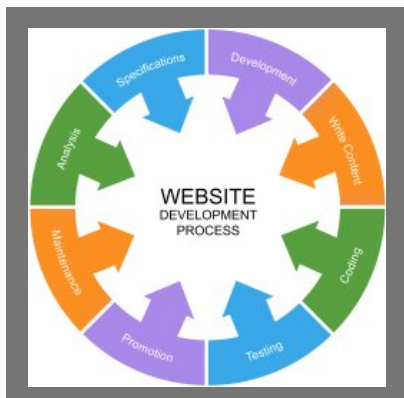 Specifications
Development
Analysis
Write Content
WEBSITE
DEVELOPMENT
PROCESS
Maintenance
Coding
Promotion
Testing